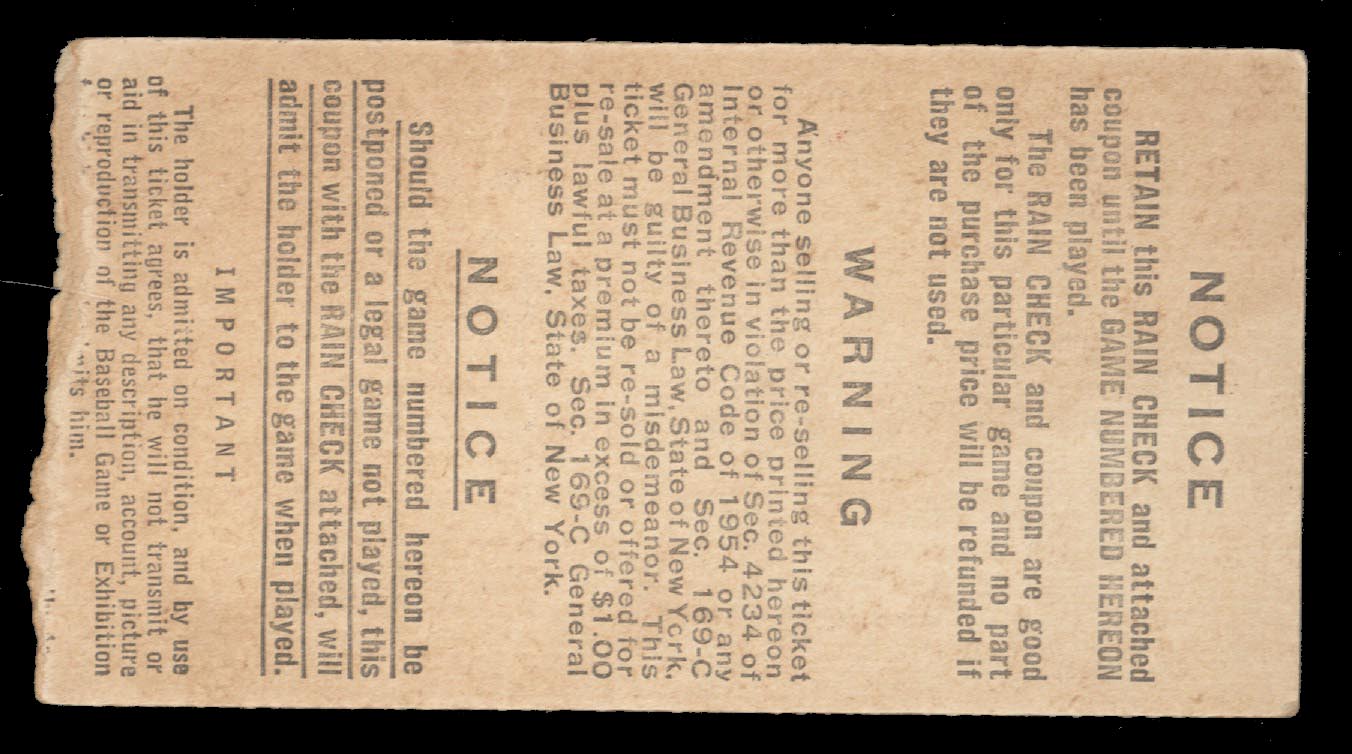 NOTICE
RETAIN this RAIN CHECK and attached
coupon until the GAME NUMBERED HEREON
has been played.
The RAIN CHECK and coupon are good
only for this particular game and no part
of the purchase price will be refunded if
they are not used.
WARNING
Anyone selling or re-selling this ticket
for more than the price printed hereon
or otherwise in violation of Sec. 4234 of
Internal Revenue Code of 1954 or any
amendment thereto and Sec. 169-C
General Business Law, State of New York,
will be guilty of a misdemeanor. This
ticket must not be re-sold or offered for
re-sale at a premium in excess of $1.00
plus lawful taxes. Sec. 169-C General
Business Law, State of New York.
NOTICE
Should the game numbered hereon be
postponed or a legal game not played, this
coupon with the RAIN CHECK attached, will
admit the holder to the game when played.
IMPORTANT
The holder is admitted on condition, and by use
of this ticket agrees, that he will not transmit or
aid in transmitting any description, account, picture
or reproduction of the Baseball Game or Exhibition
him.